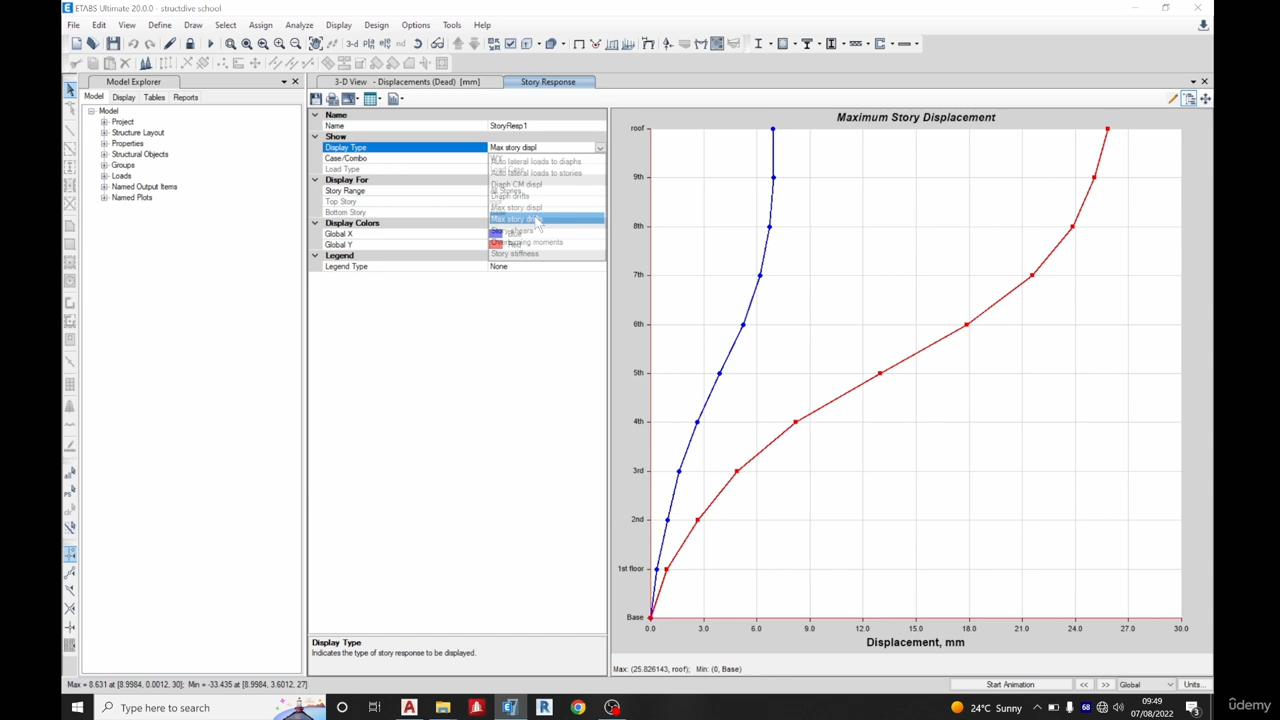 ETABS Ultimate 20.0.0 - structdive school
File Edit View Define Draw Select Assign Analyze Display Design Options Tools Help
3-d
nd
Model Explorer
3-D View - Displacements (Dead) [mm]
Story Response
Model Display Tables Reports
Model
Project
Structure Layout
Properties
Structural Objects
Groups
Loads
Named Output Items
Named Plots
Name
Name StoryResp1
Show
Display Type Max story displ
Case/Combo
Load Type
Display For
Story Range
Top Story
Bottom Story
Display Colors
Global X Blue
Global Y Red
Legend
Legend Type None
Auto lateral loads to diaphs
Auto lateral loads to stories
Diaph CM displ
Diaph drifts
Max story displ
Max story drifts
Story shears
Overturning moments
Story stiffness
Maximum Story Displacement
roof
9th
8th
7th
6th
5th
4th
3rd
2nd
1st floor
Base
0.0 3.0 6.0 9.0 12.0 15.0 18.0 21.0 24.0 27.0 30.0
Displacement, mm
Display Type
Indicates the type of story response to be displayed.
Max: (25.826143, roof); Min: (0, Base)
Max = 8.631 at [8.9984, 0.0012, 30]; Min = -33.435 at [8.9984, 3.6012, 27]
Start Animation << >> Global Units...
Type here to search
24°C Sunny
68
09:49
07/08/2022
3
ûdemy